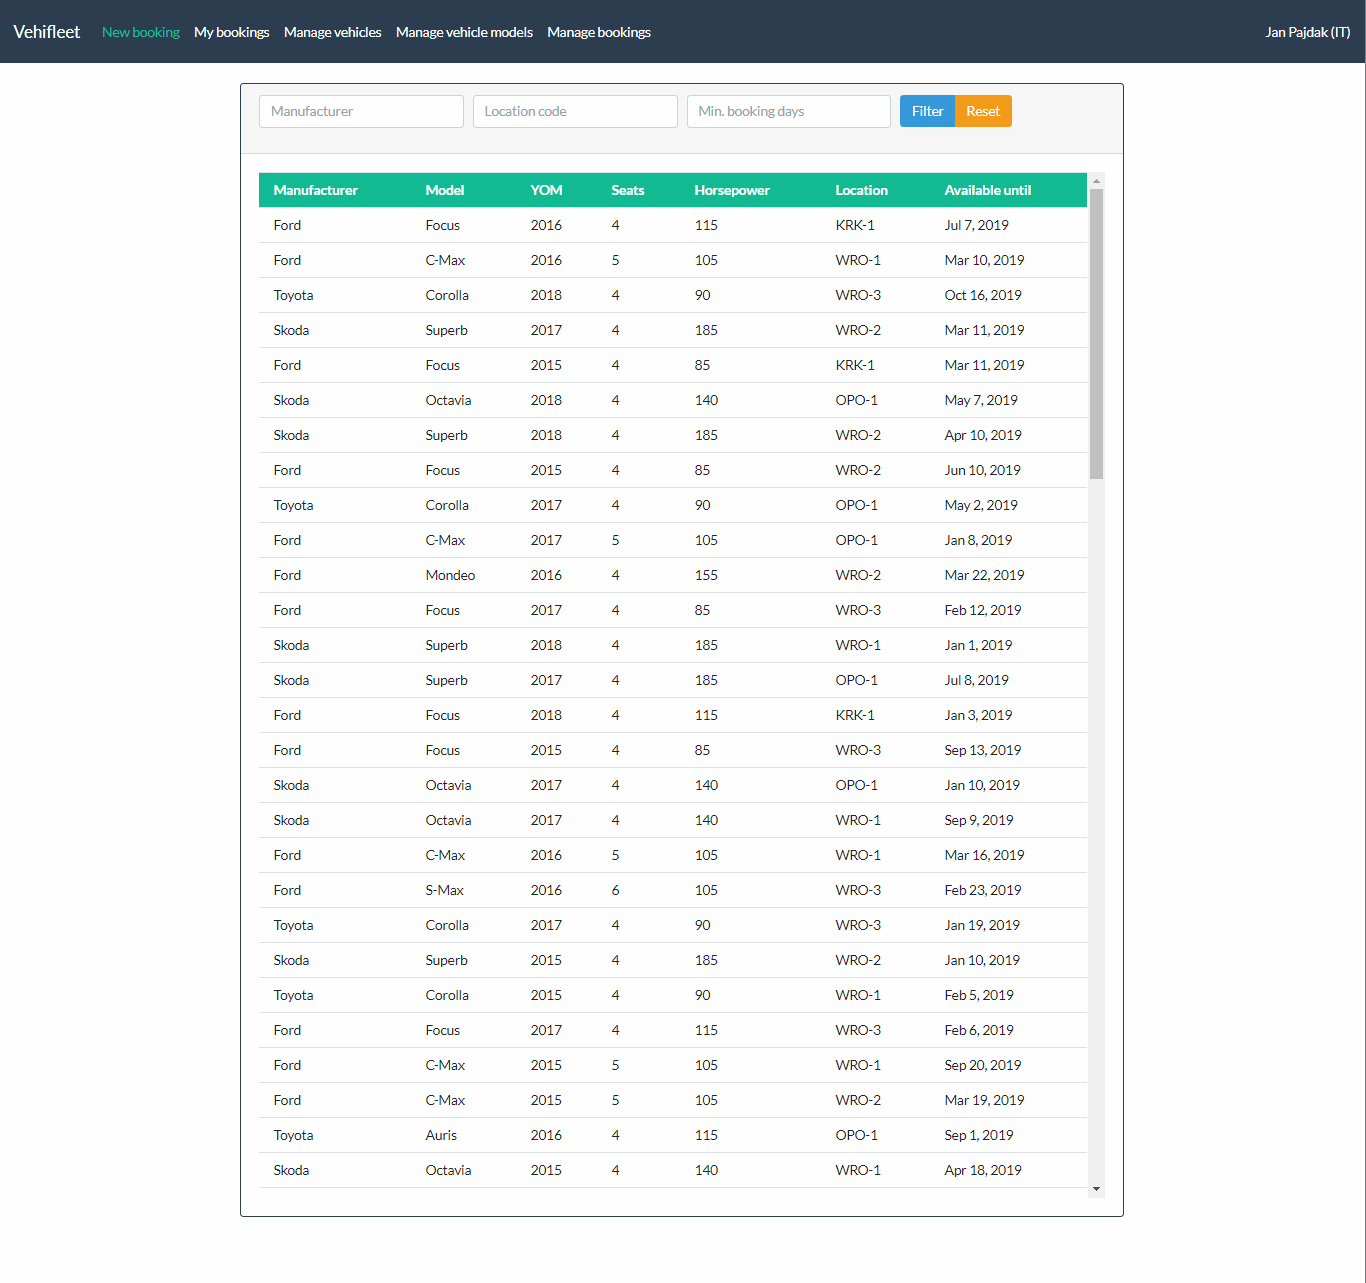 Vehifleet New booking My bookings Manage vehicles Manage vehicle models Manage bookings Jan Pajdak (IT)
Manufacturer Location code Min. booking days Filter Reset
Manufacturer Model YOM Seats Horsepower Location Available until
Ford Focus 2016 4 115 KRK-1 Jul 7, 2019
Ford C-Max 2016 5 105 WRO-1 Mar 10, 2019
Toyota Corolla 2018 4 90 WRO-3 Oct 16, 2019
Skoda Superb 2017 4 185 WRO-2 Mar 11, 2019
Ford Focus 2015 4 85 KRK-1 Mar 11, 2019
Skoda Octavia 2018 4 140 OPO-1 May 7, 2019
Skoda Superb 2018 4 185 WRO-2 Apr 10, 2019
Ford Focus 2015 4 85 WRO-2 Jun 10, 2019
Toyota Corolla 2017 4 90 OPO-1 May 2, 2019
Ford C-Max 2017 5 105 OPO-1 Jan 8, 2019
Ford Mondeo 2016 4 155 WRO-2 Mar 22, 2019
Ford Focus 2017 4 85 WRO-3 Feb 12, 2019
Skoda Superb 2018 4 185 WRO-1 Jan 1, 2019
Skoda Superb 2017 4 185 OPO-1 Jul 8, 2019
Ford Focus 2018 4 115 KRK-1 Jan 3, 2019
Ford Focus 2015 4 85 WRO-3 Sep 13, 2019
Skoda Octavia 2017 4 140 OPO-1 Jan 10, 2019
Skoda Octavia 2017 4 140 WRO-1 Sep 9, 2019
Ford C-Max 2016 5 105 WRO-1 Mar 16, 2019
Ford S-Max 2016 6 105 WRO-3 Feb 23, 2019
Toyota Corolla 2017 4 90 WRO-3 Jan 19, 2019
Skoda Superb 2015 4 185 WRO-2 Jan 10, 2019
Toyota Corolla 2015 4 90 WRO-1 Feb 5, 2019
Ford Focus 2017 4 115 WRO-3 Feb 6, 2019
Ford C-Max 2015 5 105 WRO-1 Sep 20, 2019
Ford C-Max 2015 5 105 WRO-2 Mar 19, 2019
Toyota Auris 2016 4 115 OPO-1 Sep 1, 2019
Skoda Octavia 2015 4 140 WRO-1 Apr 18, 2019